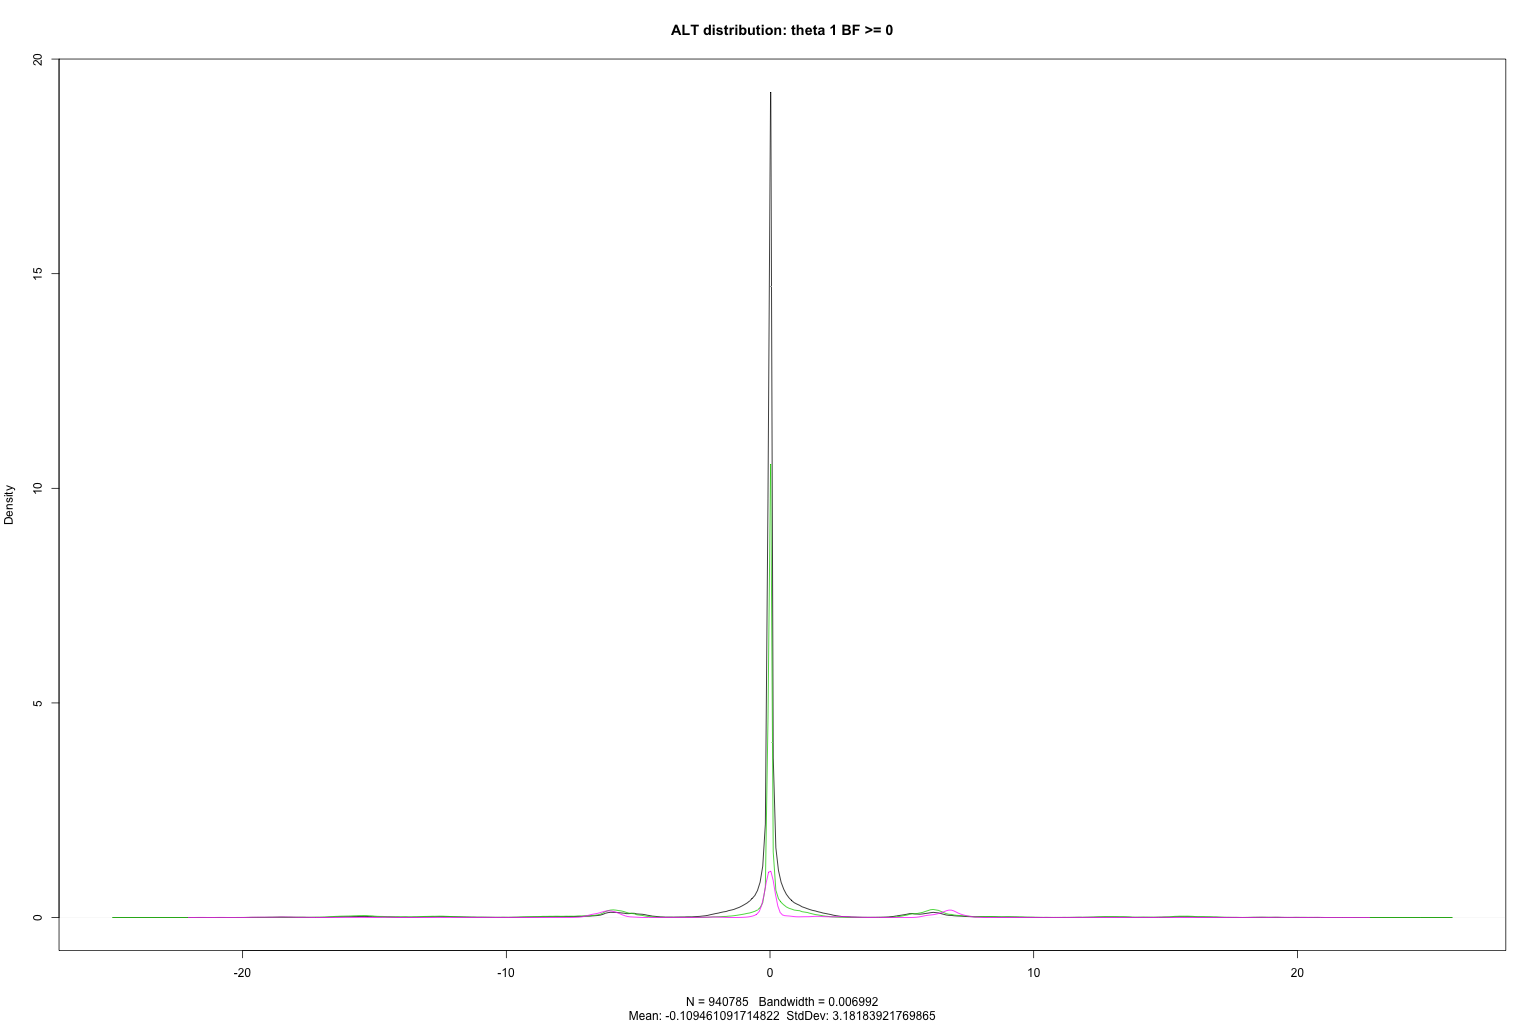 ALT distribution: theta 1 BF >= 0
20
15
10
5
0
Density
-20 -10 0 10 20
N = 940785 Bandwidth = 0.006992
Mean: -0.109461091714822 StdDev: 3.18183921769865